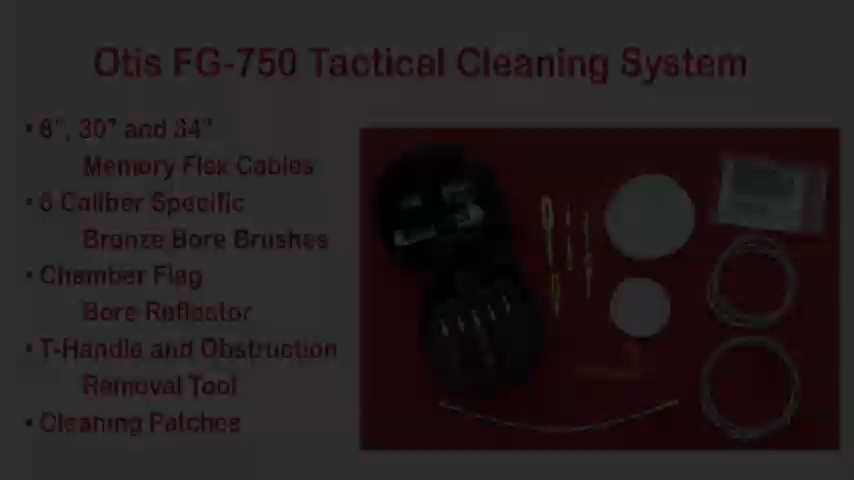 Otis FG-750 Tactical Cleaning System
• 8", 30" and 34"
Memory Flex Cables
• 6 Caliber Specific
Bronze Bore Brushes
• Chamber Flag
Bore Reflector
• T-Handle and Obstruction
Removal Tool
• Cleaning Patches